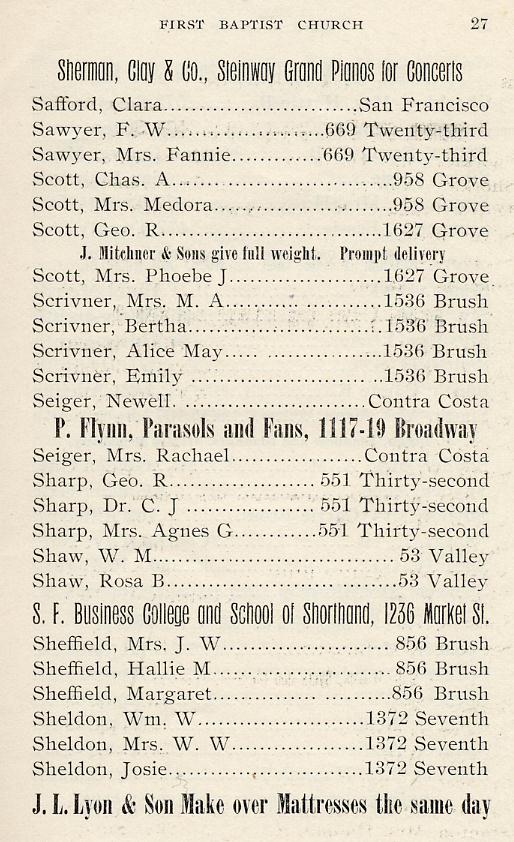 FIRST BAPTIST CHURCH 27
Sherman, Clay & Co., Steinway Grand Pianos for Concerts
Safford, Clara..............................San Francisco
Sawyer, F. W.........................669 Twenty-third
Sawyer, Mrs. Fannie.............669 Twenty-third
Scott, Chas. A..................................958 Grove
Scott, Mrs. Medora...........................958 Grove
Scott, Geo. R..................................1627 Grove
J. Mitchner & Sons give full weight. Prompt delivery
Scott, Mrs. Phoebe J.......................1627 Grove
Scrivner, Mrs. M. A.......................1536 Brush
Scrivner, Bertha.............................1536 Brush
Scrivner, Alice May..... ..................1536 Brush
Scrivner, Emily .......................... ..1536 Brush
Seiger, Newell. ............................Contra Costa
P. Flynn, Parasols and Fans, 1117-19 Broadway
Seiger, Mrs. Rachael...................Contra Costa
Sharp, Geo. R...................... 551 Thirty-second
Sharp, Dr. C. J ................... 551 Thirty-second
Sharp, Mrs. Agnes G............551 Thirty-second
Shaw, W. M..................................... 53 Valley
Shaw, Rosa B.......................... .........53 Valley
S. F. Business College and School of Shorthand, 1236 Market St.
Sheffield, Mrs. J. W......................... 856 Brush
Sheffield, Hallie M........................... 856 Brush
Sheffield, Margaret...........................856 Brush
Sheldon, Wm. W.........................1372 Seventh
Sheldon, Mrs. W. W....................1372 Seventh
Sheldon, Josie.............................1372 Seventh
J. L. Lyon & Son Make over Mattresses the same day